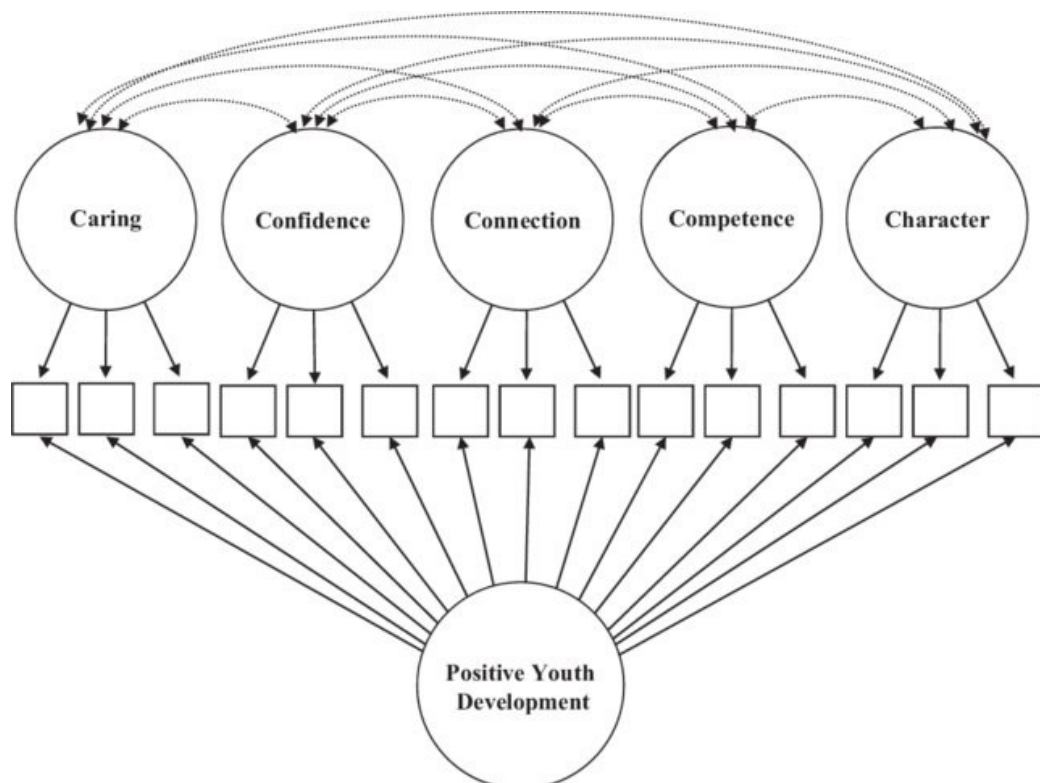 Caring
Confidence
Connection
Competence
Character
Positive Youth
Development